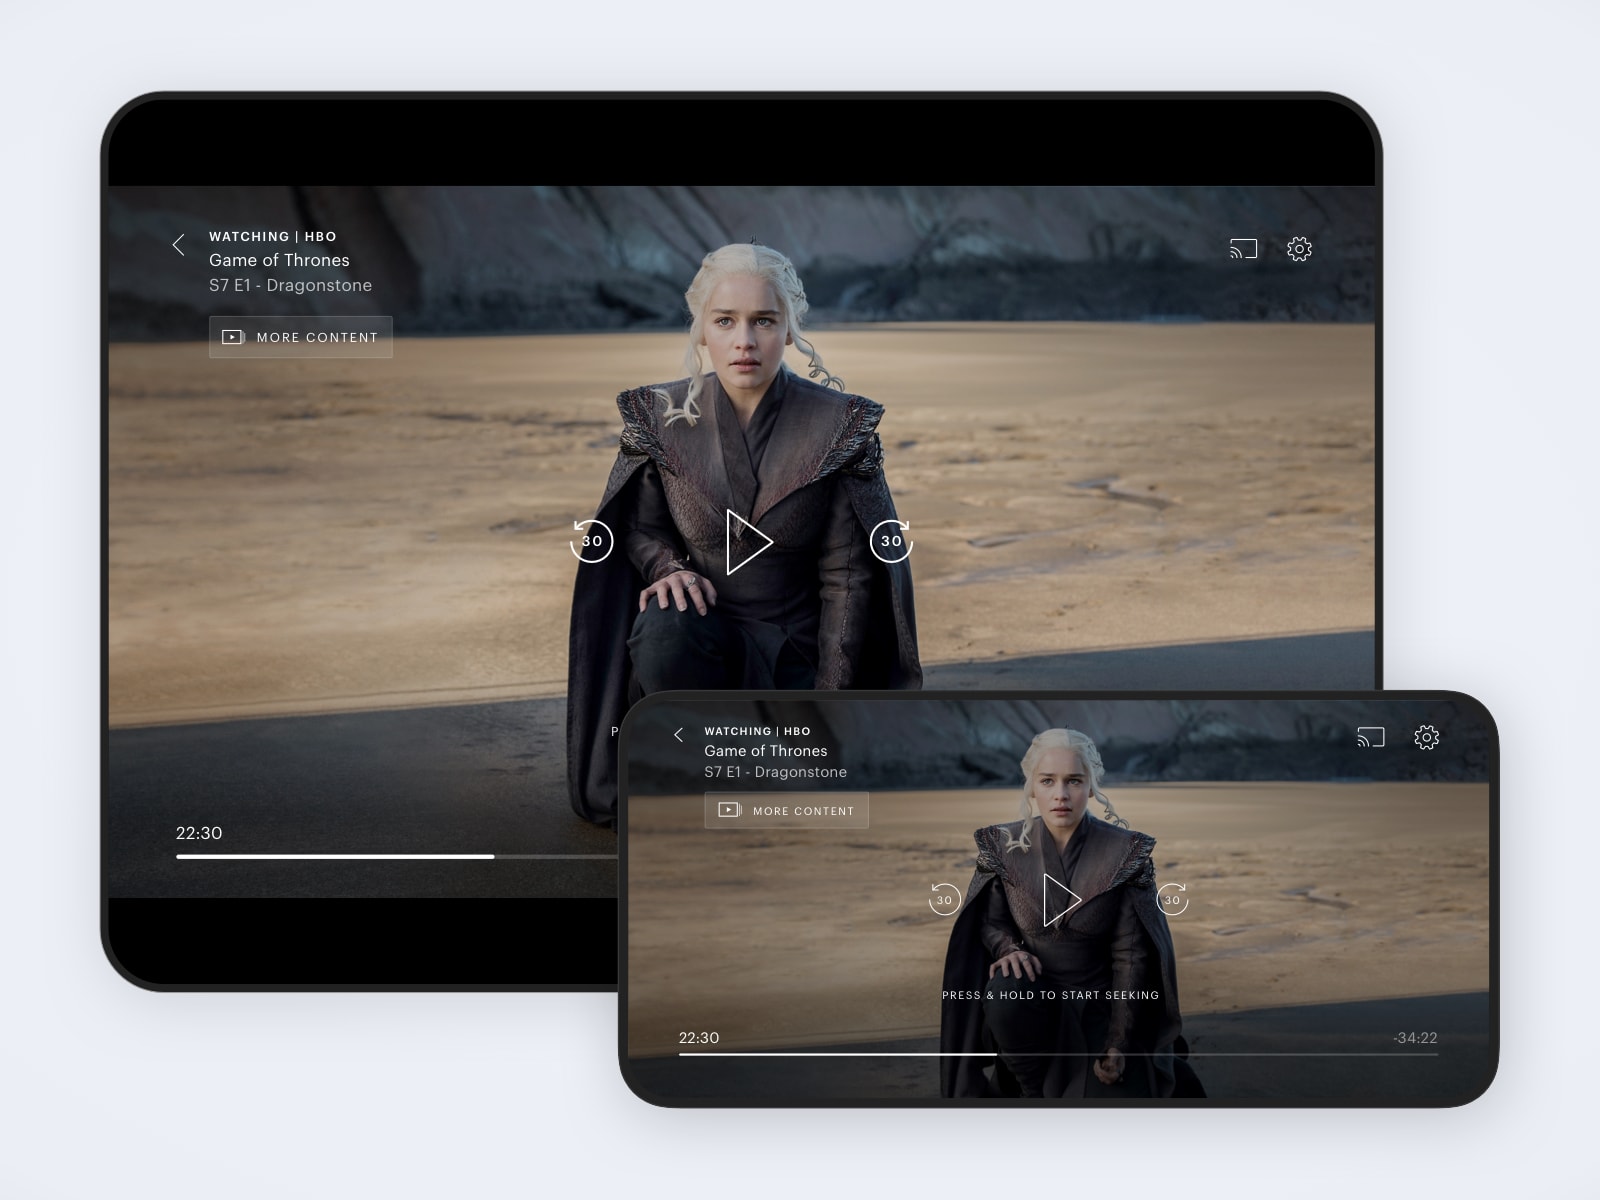 WATCHING | HBO
Game of Thrones
S7 E1 - Dragonstone
MORE CONTENT
30
30
P
22:30
WATCHING | HBO
Game of Thrones
S7 E1 - Dragonstone
MORE CONTENT
30
30
PRESS & HOLD TO START SEEKING
22:30
-34:22